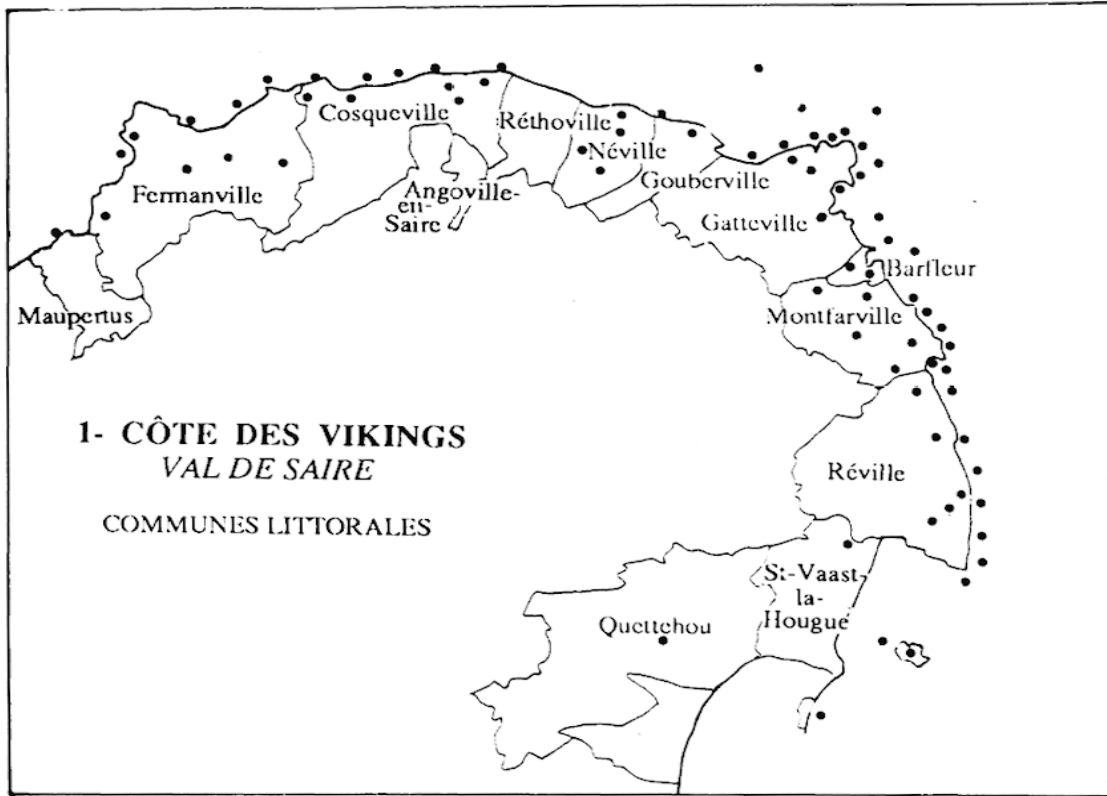 Cosqueville
Réthoville
Néville
Gouberville
Fermanville
Angoville-
en-
Saire
Gatteville
Barfleur
Maupertus
Montfarville
1- CÔTE DES VIKINGS
VAL DE SAIRE
COMMUNES LITTORALES
Réville
St-Vaast-
la-
Hougue
Quettehou